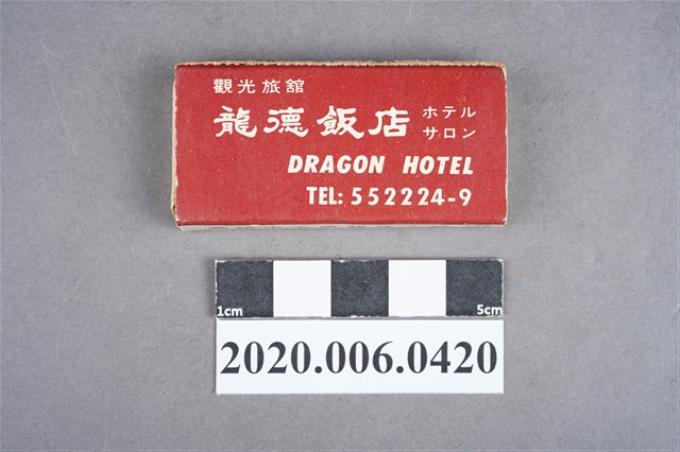 觀光旅館
龍德飯店 ホテル サロン
DRAGON HOTEL
TEL: 552224-9
1cm 5cm
2020.006.0420